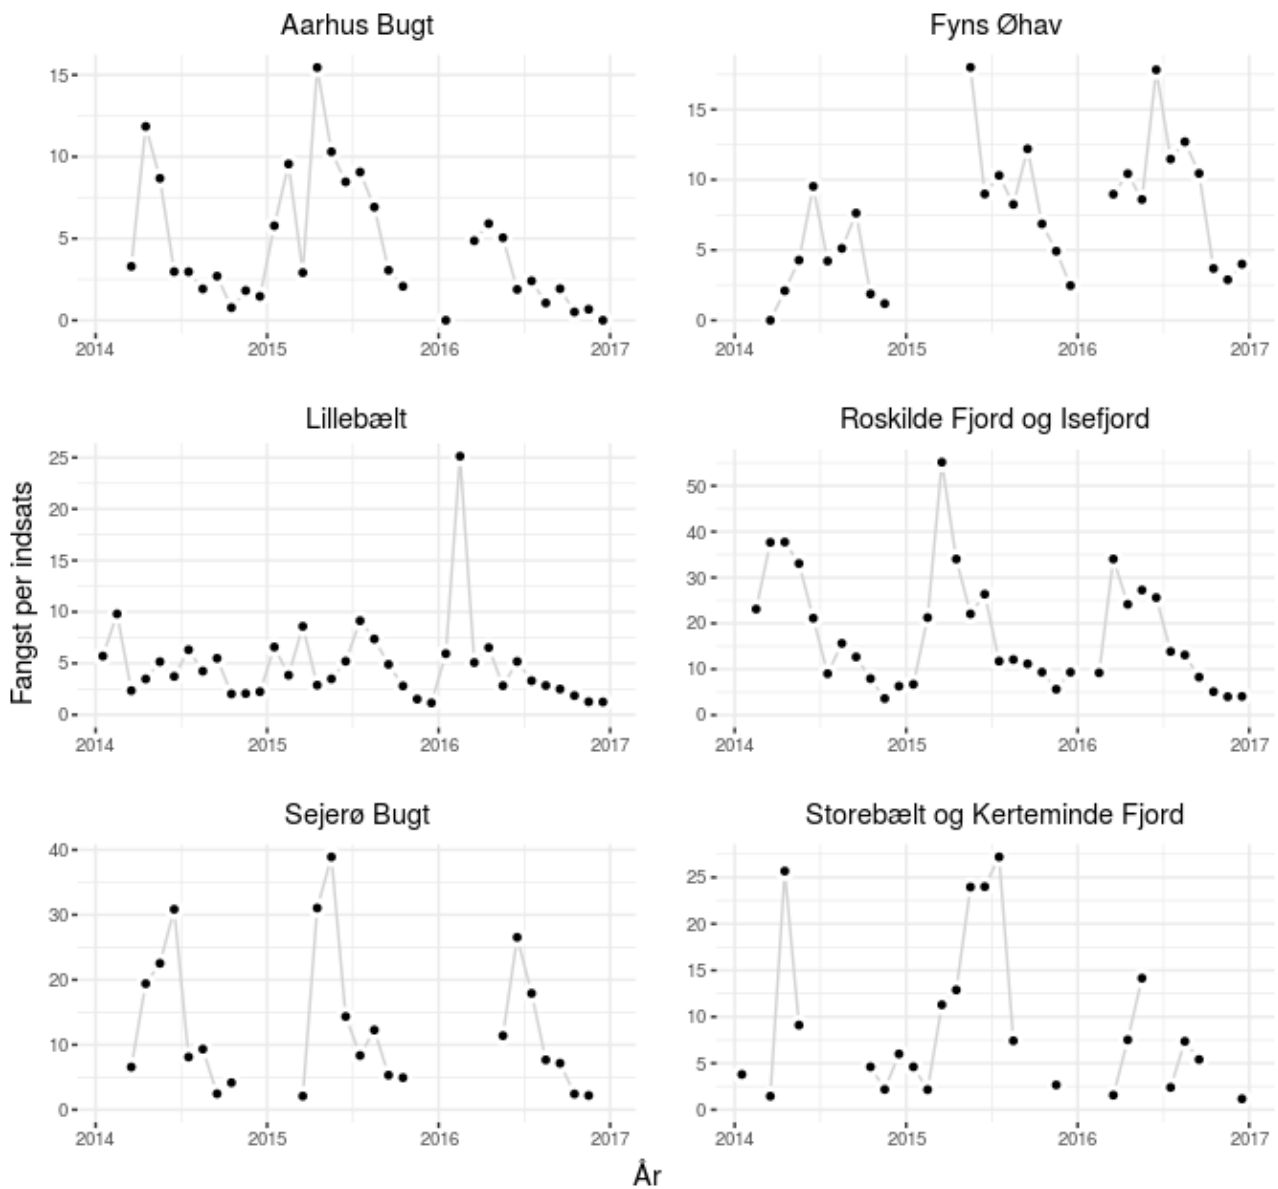 Aarhus Bugt
Fyns Øhav
15
10
5
0
2014 2015 2016 2017
15
10
5
0
2014 2015 2016 2017
Lillebælt
Roskilde Fjord og Isefjord
Fangst per indsats
25
20
15
10
5
0
2014 2015 2016 2017
50
40
30
20
10
0
2014 2015 2016 2017
Sejerø Bugt
Storebælt og Kerteminde Fjord
40
30
20
10
0
2014 2015 2016 2017
25
20
15
10
5
0
2014 2015 2016 2017
År